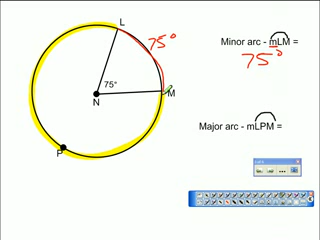 L
75°
Minor arc - mLM =
75°
75°
M
N
Major arc - mLPM =
P